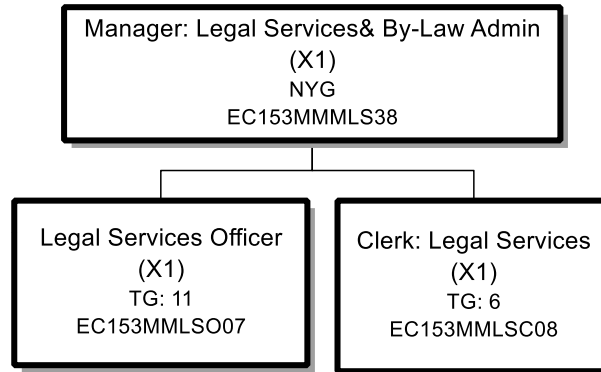 Manager: Legal Services& By-Law Admin
(X1)
NYG
EC153MMMLS38
Legal Services Officer
(X1)
TG: 11
EC153MMLSO07
Clerk: Legal Services
(X1)
TG: 6
EC153MMLSC08